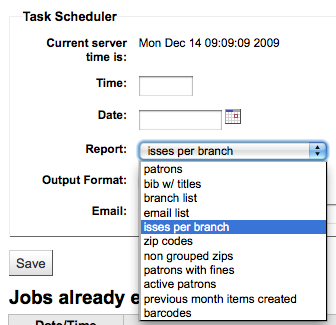 Task Scheduler
Current server Mon Dec 14 09:09:09 2009
time is:
Time:
Date:
Report: isses per branch
patrons
bib w/ titles
branch list
email list
isses per branch
zip codes
non grouped zips
patrons with fines
active patrons
previous month items created
barcodes
Output Format:
Email:
Save
Jobs already e
Date/Time